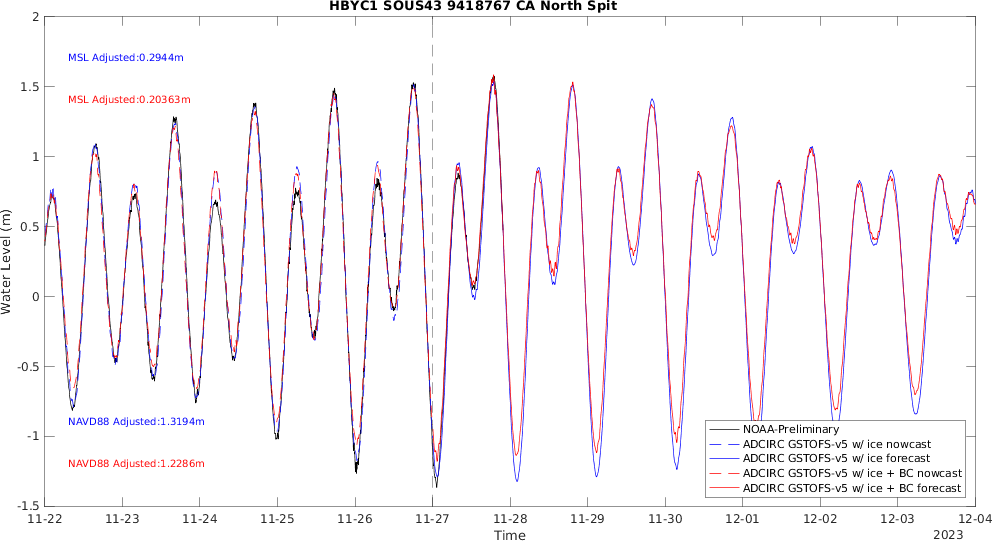 HBYC1 SOUS43 9418767 CA North Spit
2
1.5
1
0.5
0
-0.5
-1
-1.5
Water Level (m)
MSL Adjusted:0.2944m
MSL Adjusted:0.20363m
NAVD88 Adjusted:1.3194m
NAVD88 Adjusted:1.2286m
NOAA-Preliminary
ADCIRC GSTOFS-v5 w/ ice nowcast
ADCIRC GSTOFS-v5 w/ ice forecast
ADCIRC GSTOFS-v5 w/ ice + BC nowcast
ADCIRC GSTOFS-v5 w/ ice + BC forecast
11-22 11-23 11-24 11-25 11-26 11-27 11-28 11-29 11-30 12-01 12-02 12-03 12-04
Time
2023